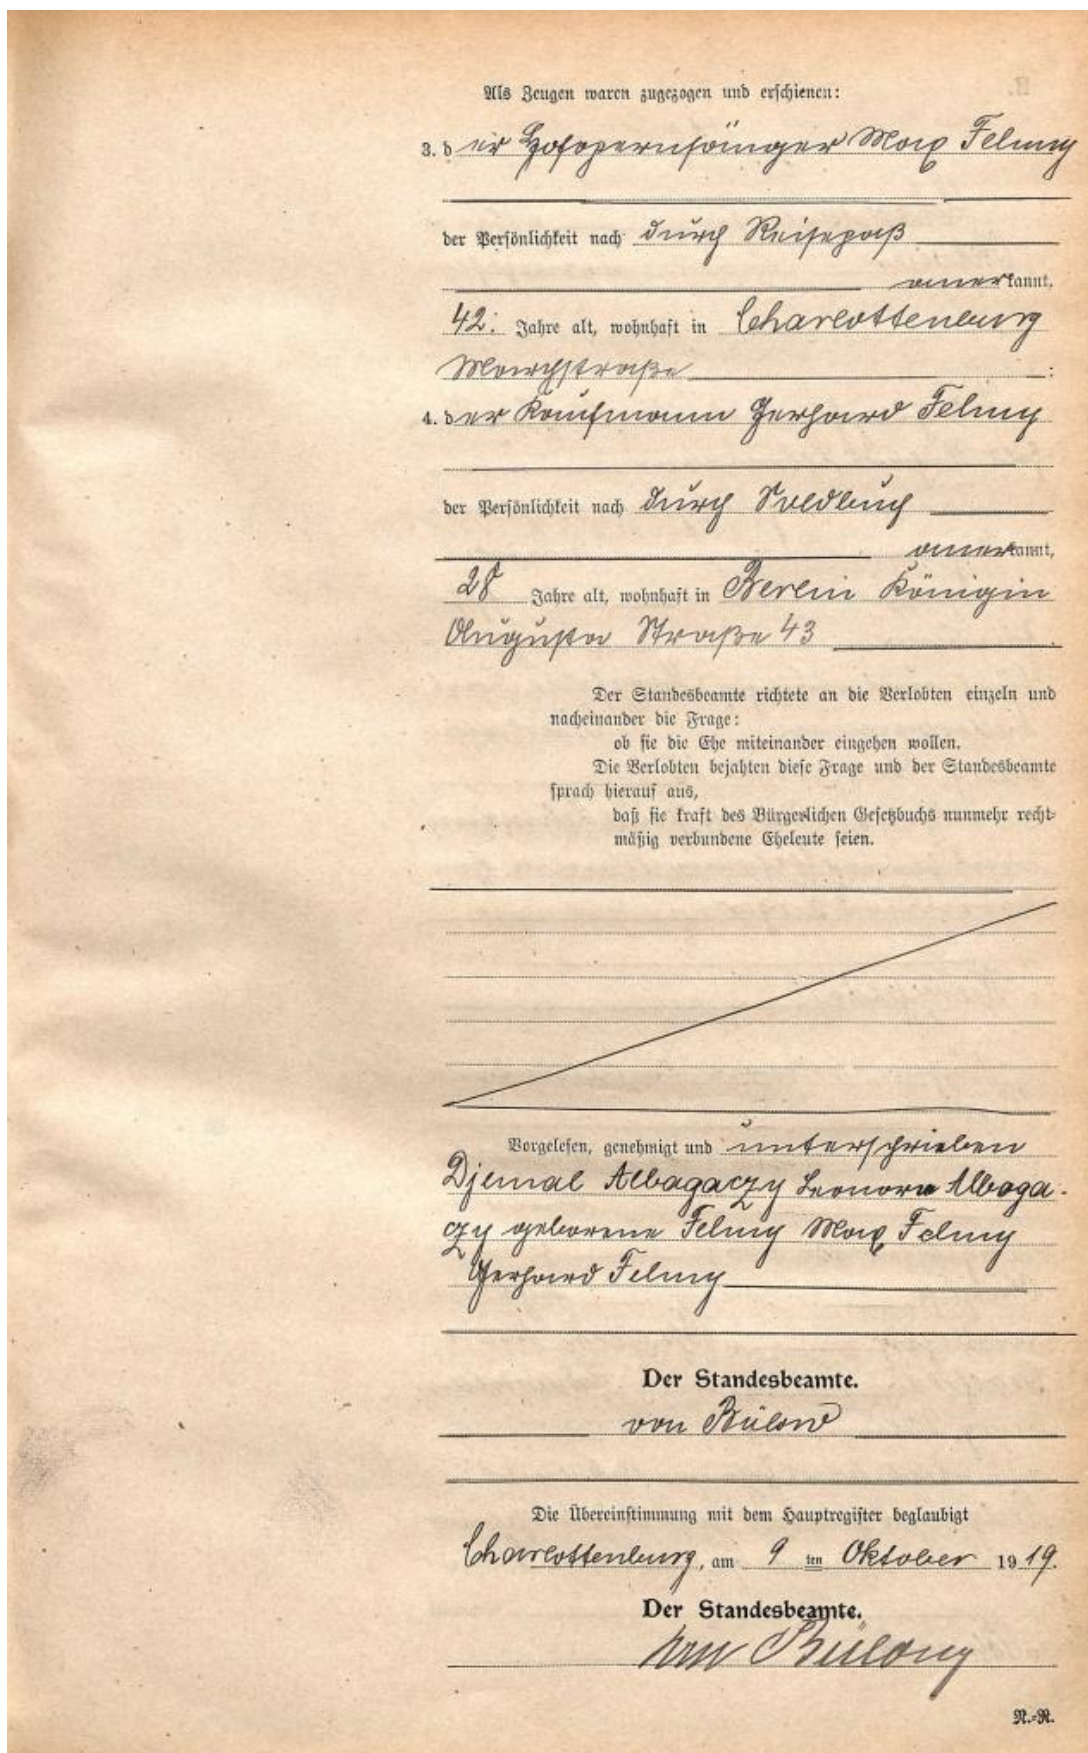 Als Zeugen waren zugezogen und erschienen:
3. der Hofopernsänger Max Felmy
der Persönlichkeit nach durch Reisepaß
anerkannt,
42. Jahre alt, wohnhaft in Charlottenburg
Marchstraße ;
4. der Kaufmann Gerhard Felmy
der Persönlichkeit nach durch Soldbuch
anerkannt,
28 Jahre alt, wohnhaft in Berlin Königin
Augusta Straße 43 .
Der Standesbeamte richtete an die Verlobten einzeln und
nacheinander die Frage:
ob sie die Ehe miteinander eingehen wollen.
Die Verlobten bejahten diese Frage und der Standesbeamte
sprach hierauf aus,
daß sie kraft des Bürgerlichen Gesetzbuchs nunmehr recht-
mäßig verbundene Eheleute seien.
Vorgelesen, genehmigt und unterschrieben
Djemal Albagaczy Leonore Albaga-
czy geborene Felmy Max Felmy
Gerhard Felmy
Der Standesbeamte.
von Bülow
Die Übereinstimmung mit dem Hauptregister beglaubigt
Charlottenburg, am 9 ten Oktober 1919.
Der Standesbeamte.
von Bülow
N.-R.